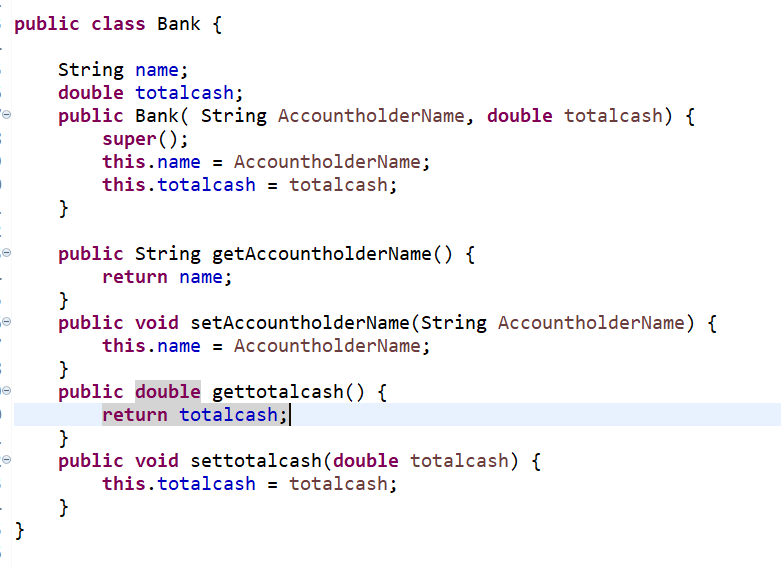 public class Bank {
String name;
double totalcash;
public Bank( String AccountholderName, double totalcash) {
super();
this.name = AccountholderName;
this.totalcash = totalcash;
}
public String getAccountholderName() {
return name;
}
public void setAccountholderName(String AccountholderName) {
this.name = AccountholderName;
}
public double gettotalcash() {
return totalcash;
}
public void settotalcash(double totalcash) {
this.totalcash = totalcash;
}
}